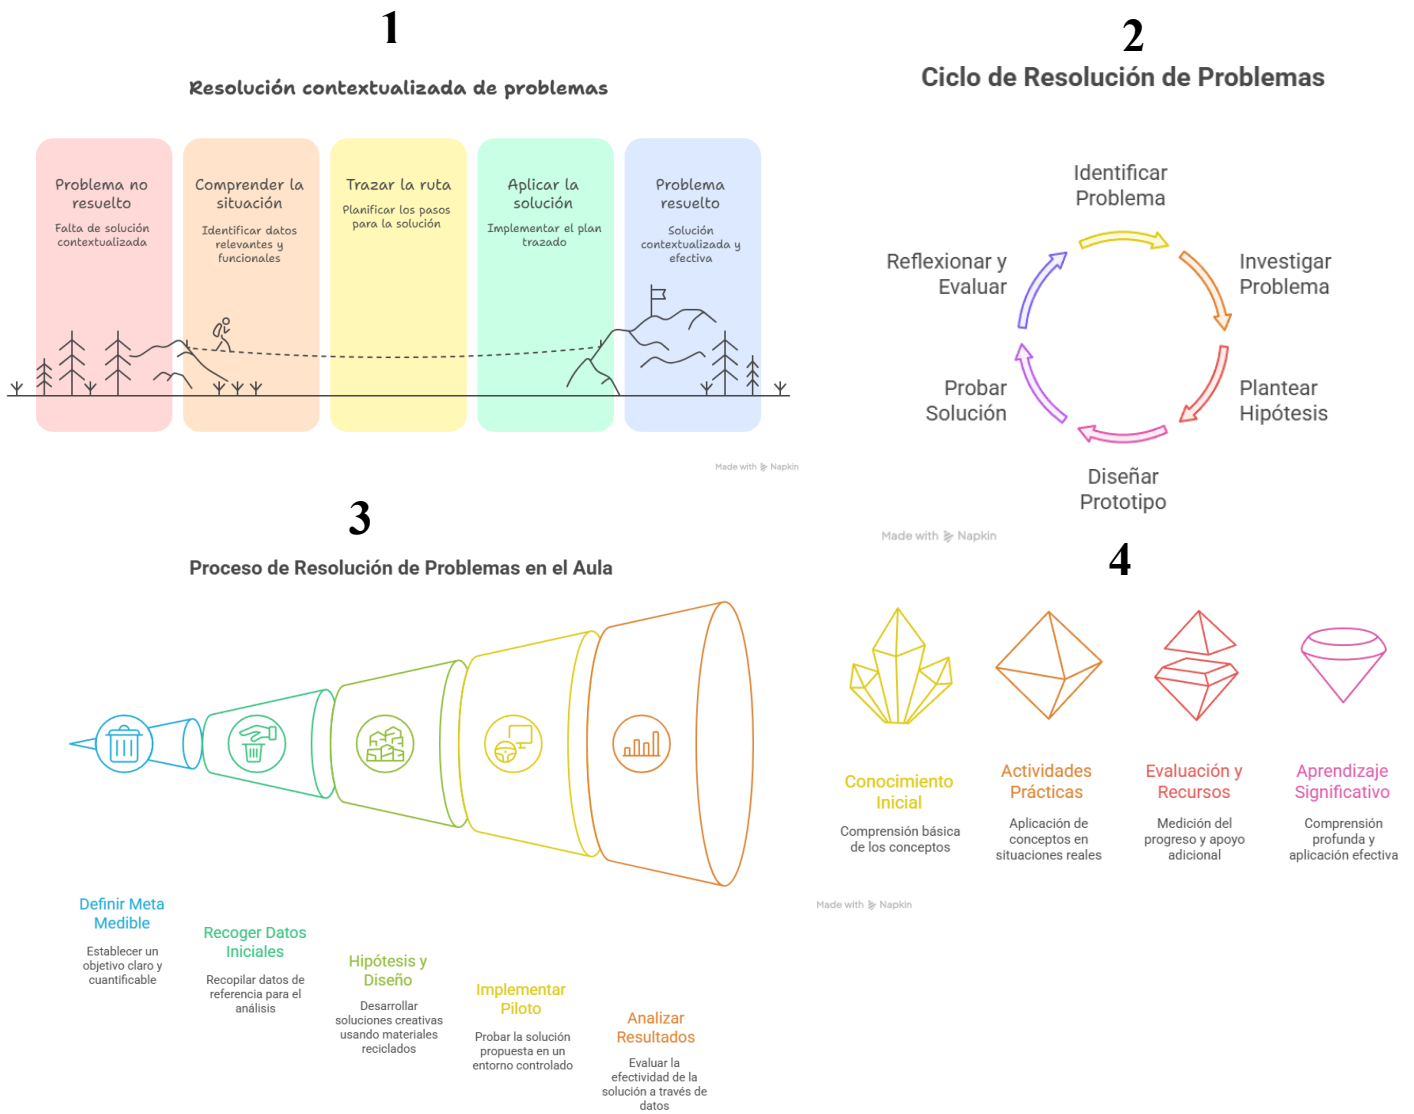 1
Resolución contextualizada de problemas
Problema no
resuelto
Falta de solución
contextualizada
Comprender la
situación
Identificar datos
relevantes y
funcionales
Trazar la ruta
Planificar los pasos
para la solución
Aplicar la
solución
Implementar el plan
trazado
Problema
resuelto
Solución
contextualizada y
efectiva
Made with Napkin
2
Ciclo de Resolución de Problemas
Identificar
Problema
Investigar
Problema
Plantear
Hipótesis
Diseñar
Prototipo
Probar
Solución
Reflexionar y
Evaluar
Made with Napkin
3
Proceso de Resolución de Problemas en el Aula
Definir Meta
Medible
Establecer un
objetivo claro y
cuantificable
Recoger Datos
Iniciales
Recopilar datos de
referencia para el
análisis
Hipótesis y
Diseño
Desarrollar
soluciones creativas
usando materiales
reciclados
Implementar
Piloto
Probar la solución
propuesta en un
entorno controlado
Analizar
Resultados
Evaluar la
efectividad de la
solución a través de
datos
4
Conocimiento
Inicial
Comprensión básica
de los conceptos
Actividades
Prácticas
Aplicación de
conceptos en
situaciones reales
Evaluación y
Recursos
Medición del
progreso y apoyo
adicional
Aprendizaje
Significativo
Comprensión
profunda y
aplicación efectiva
Made with Napkin